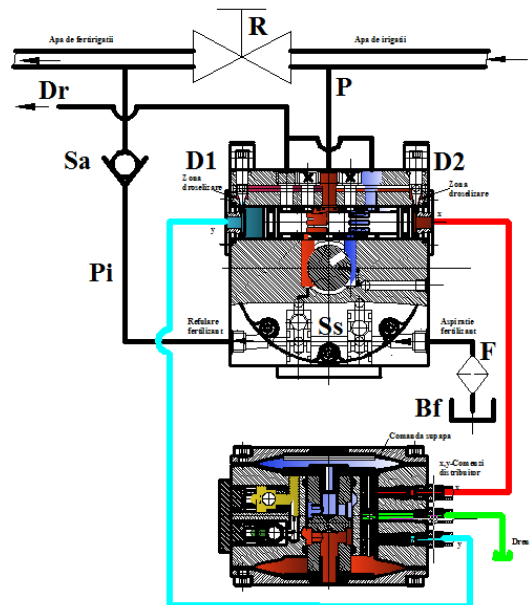 R
Apa de fertirigatii
Apa de irigatii
P
Dr
Sa
D1
D2
Zona
droselizare
Zona
droselizare
x
y
Pi
Ss
Refulare
fertilizant
Aspiratie
fertilizant
F
Bf
Comanda supapa
x,y-Comenzi
distribuitor
x
Dren
y